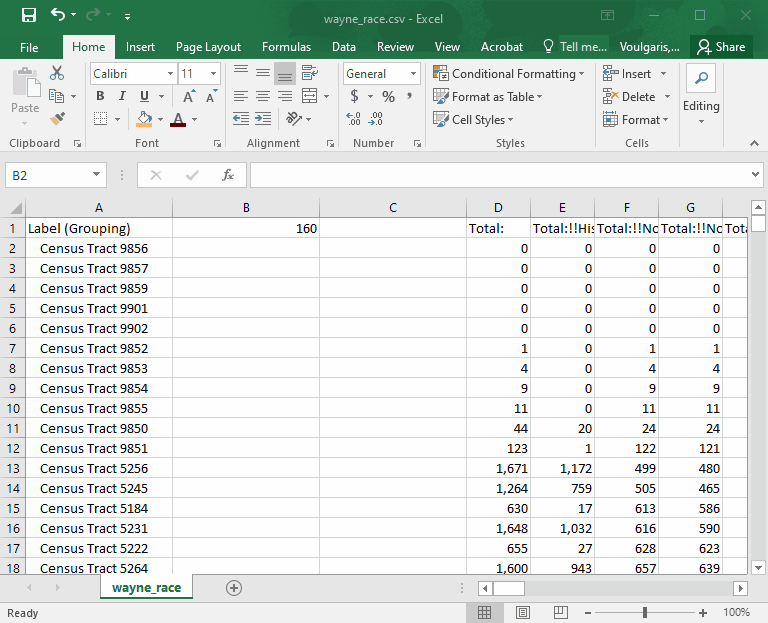 wayne_race.csv - Excel
File Home Insert Page Layout Formulas Data Review View Acrobat Tell me... Voulgaris,... Share
Calibri 11 General Conditional Formatting Insert
Paste B I U A A $ % , Format as Table Delete Editing
A Cell Styles Format
Clipboard Font Alignment Number Styles Cells
B2 fx
A B C D E F G
1 Label (Grouping) 160 Total: Total:!!His Total:!!No Total:!!No Tota
2 Census Tract 9856 0 0 0 0
3 Census Tract 9857 0 0 0 0
4 Census Tract 9859 0 0 0 0
5 Census Tract 9901 0 0 0 0
6 Census Tract 9902 0 0 0 0
7 Census Tract 9852 1 0 1 1
8 Census Tract 9853 4 0 4 4
9 Census Tract 9854 9 0 9 9
10 Census Tract 9855 11 0 11 11
11 Census Tract 9850 44 20 24 24
12 Census Tract 9851 123 1 122 121
13 Census Tract 5256 1,671 1,172 499 480
14 Census Tract 5245 1,264 759 505 465
15 Census Tract 5184 630 17 613 586
16 Census Tract 5231 1,648 1,032 616 590
17 Census Tract 5222 655 27 628 623
18 Census Tract 5264 1,600 943 657 639
wayne_race
Ready 100%